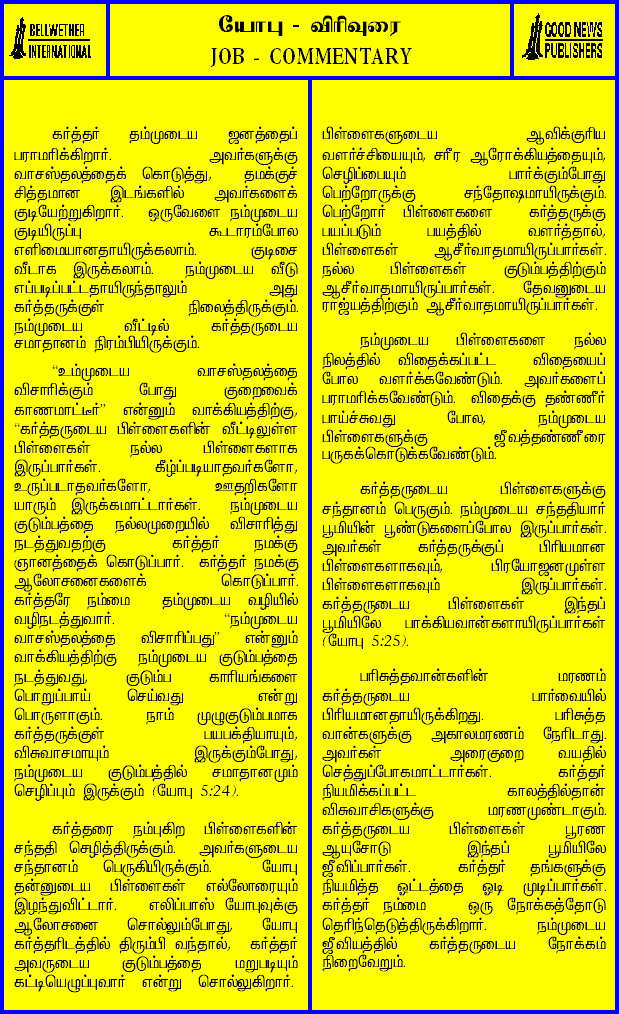 BELLWETHER
INTERNATIONAL
யோபு - விரிவுரை
JOB - COMMENTARY
GOOD NEWS
PUBLISHERS
கர்த்தர் தம்முடைய ஜனத்தைப்
பராமரிக்கிறார். அவர்களுக்கு
வாசஸ்தலத்தைக் கொடுத்து, தமக்குச்
சித்தமான இடங்களில் அவர்களைக்
குடியேற்றுகிறார். ஒருவேளை நம்முடைய
குடியிருப்பு கூடாரம்போல
எளிமையானதாயிருக்கலாம். குடிசை
வீடாக இருக்கலாம். நம்முடைய வீடு
எப்படிப்பட்டதாயிருந்தாலும் அது
கர்த்தருக்குள் நிலைத்திருக்கும்.
நம்முடைய வீட்டில் கர்த்தருடைய
சமாதானம் நிரம்பியிருக்கும்.
“உம்முடைய வாசஸ்தலத்தை
விசாரிக்கும் போது குறைவைக்
காணமாட்டீர்” என்னும் வாக்கியத்திற்கு,
“கர்த்தருடைய பிள்ளைகளின் வீட்டிலுள்ள
பிள்ளைகள் நல்ல பிள்ளைகளாக
இருப்பார்கள். கீழ்ப்படியாதவர்களோ,
உருப்படாதவர்களோ, ஊதறிகளோ
யாரும் இருக்கமாட்டார்கள். நம்முடைய
குடும்பத்தை நல்லமுறையில் விசாரித்து
நடத்துவதற்கு கர்த்தர் நமக்கு
ஞானத்தைக் கொடுப்பார். கர்த்தர் நமக்கு
ஆலோசனைகளைக் கொடுப்பார்.
கர்த்தரே நம்மை தம்முடைய வழியில்
வழிநடத்துவார். “நம்முடைய
வாசஸ்தலத்தை விசாரிப்பது” என்னும்
வாக்கியத்திற்கு நம்முடைய குடும்பத்தை
நடத்துவது, குடும்ப காரியங்களை
பொறுப்பாய் செய்வது என்று
பொருளாகும். நாம் முழுகுடும்பமாக
கர்த்தருக்குள் பயபக்தியாயும்,
விசுவாசமாயும் இருக்கும்போது,
நம்முடைய குடும்பத்தில் சமாதானமும்
செழிப்பும் இருக்கும் (யோபு 5:24).
கர்த்தரை நம்புகிற பிள்ளைகளின்
சந்ததி செழித்திருக்கும். அவர்களுடைய
சந்தானம் பெருகியிருக்கும். யோபு
தன்னுடைய பிள்ளைகள் எல்லோரையும்
இழந்துவிட்டார். எலிப்பாஸ் யோபுவுக்கு
ஆலோசனை சொல்லும்போது, யோபு
கர்த்தரிடத்தில் திரும்பி வந்தால், கர்த்தர்
அவருடைய குடும்பத்தை மறுபடியும்
கட்டியெழுப்புவார் என்று சொல்லுகிறார்.
பிள்ளைகளுடைய ஆவிக்குரிய
வளர்ச்சியையும், சரீர ஆரோக்கியத்தையும்,
செழிப்பையும் பார்க்கும்போது
பெற்றோருக்கு சந்தோஷமாயிருக்கும்.
பெற்றோர் பிள்ளைகளை கர்த்தருக்கு
பயப்படும் பயத்தில் வளர்த்தால்,
பிள்ளைகள் ஆசீர்வாதமாயிருப்பார்கள்.
நல்ல பிள்ளைகள் குடும்பத்திற்கும்
ஆசீர்வாதமாயிருப்பார்கள். தேவனுடைய
ராஜ்யத்திற்கும் ஆசீர்வாதமாயிருப்பார்கள்.
நம்முடைய பிள்ளைகளை நல்ல
நிலத்தில் விதைக்கப்பட்ட விதையைப்
போல வளர்க்கவேண்டும். அவர்களைப்
பராமரிக்கவேண்டும். விதைக்கு தண்ணீர்
பாய்ச்சுவது போல, நம்முடைய
பிள்ளைகளுக்கு ஜீவத்தண்ணீரை
பருகக்கொடுக்கவேண்டும்.
கர்த்தருடைய பிள்ளைகளுக்கு
சந்தானம் பெருகும். நம்முடைய சந்ததியார்
பூமியின் பூண்டுகளைப்போல இருப்பார்கள்.
அவர்கள் கர்த்தருக்குப் பிரியமான
பிள்ளைகளாகவும், பிரயோஜனமுள்ள
பிள்ளைகளாகவும் இருப்பார்கள்.
கர்த்தருடைய பிள்ளைகள் இந்தப்
பூமியிலே பாக்கியவான்களாயிருப்பார்கள்
(யோபு 5:25).
பரிசுத்தவான்களின் மரணம்
கர்த்தருடைய பார்வையில்
பிரியமானதாயிருக்கிறது. பரிசுத்த
வான்களுக்கு அகாலமரணம் நேரிடாது.
அவர்கள் அரைகுறை வயதில்
செத்துப்போகமாட்டார்கள். கர்த்தர்
நியமிக்கப்பட்ட காலத்தில்தான்
விசுவாசிகளுக்கு மரணமுண்டாகும்.
கர்த்தருடைய பிள்ளைகள் பூரண
ஆயுசோடு இந்தப் பூமியிலே
ஜீவிப்பார்கள். கர்த்தர் தங்களுக்கு
நியமித்த ஓட்டத்தை ஓடி முடிப்பார்கள்.
கர்த்தர் நம்மை ஒரு நோக்கத்தோடு
தெரிந்தெடுத்திருக்கிறார். நம்முடைய
ஜீவியத்தில் கர்த்தருடைய நோக்கம்
நிறைவேறும்.